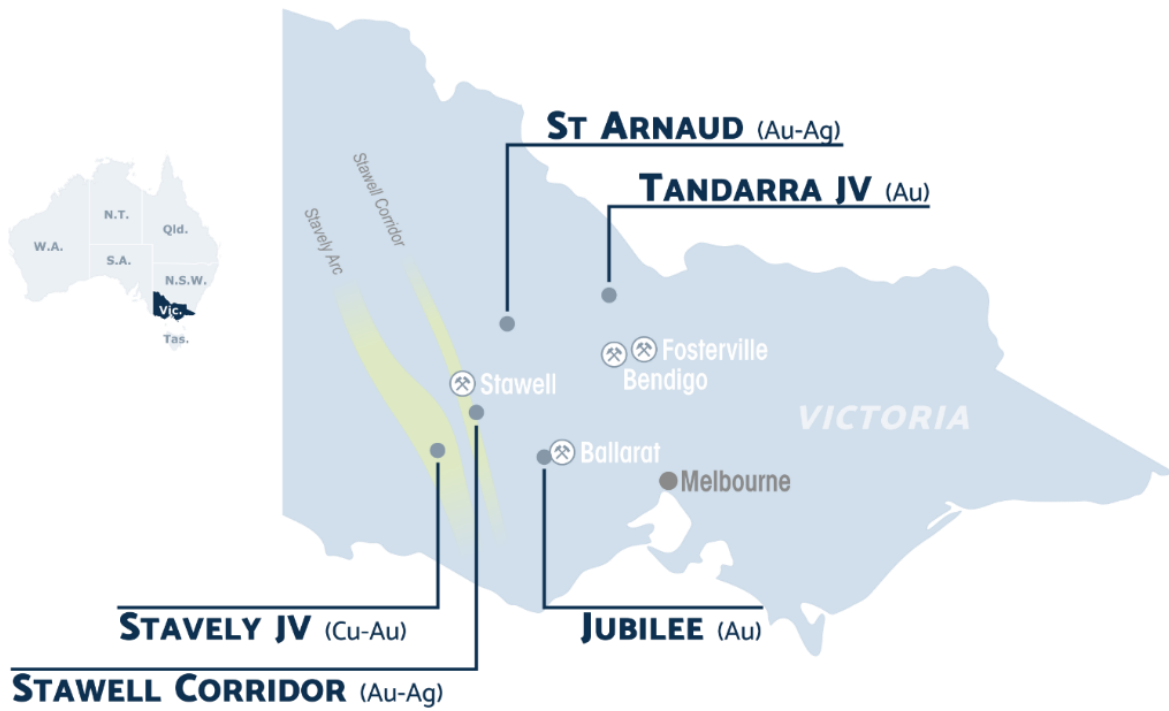 ST ARNAUD (Au-Ag)
TANDARRA JV (Au)
Stawell Corridor
Stavely Arc
N.T.
Qld.
W.A.
S.A.
N.S.W.
Vic.
Tas.
Fosterville
Bendigo
Stawell
VICTORIA
Ballarat
Melbourne
STAVELY JV (Cu-Au)
JUBILEE (Au)
STAWELL CORRIDOR (Au-Ag)